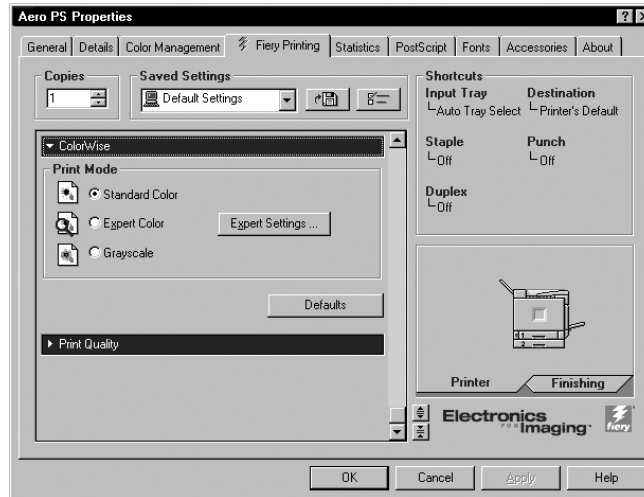 Aero PS Properties
General Details Color Management Fiery Printing Statistics PostScript Fonts Accessories About
Copies
1
Saved Settings
Default Settings
ColorWise
Print Mode
Standard Color
Expert Color
Expert Settings ...
Grayscale
Defaults
Print Quality
Shortcuts
Input Tray Destination
Auto Tray Select Printer's Default
Staple Punch
Off Off
Duplex
Off
1
2
Printer Finishing
Electronics
FOR Imaging
fiery
OK Cancel Apply Help